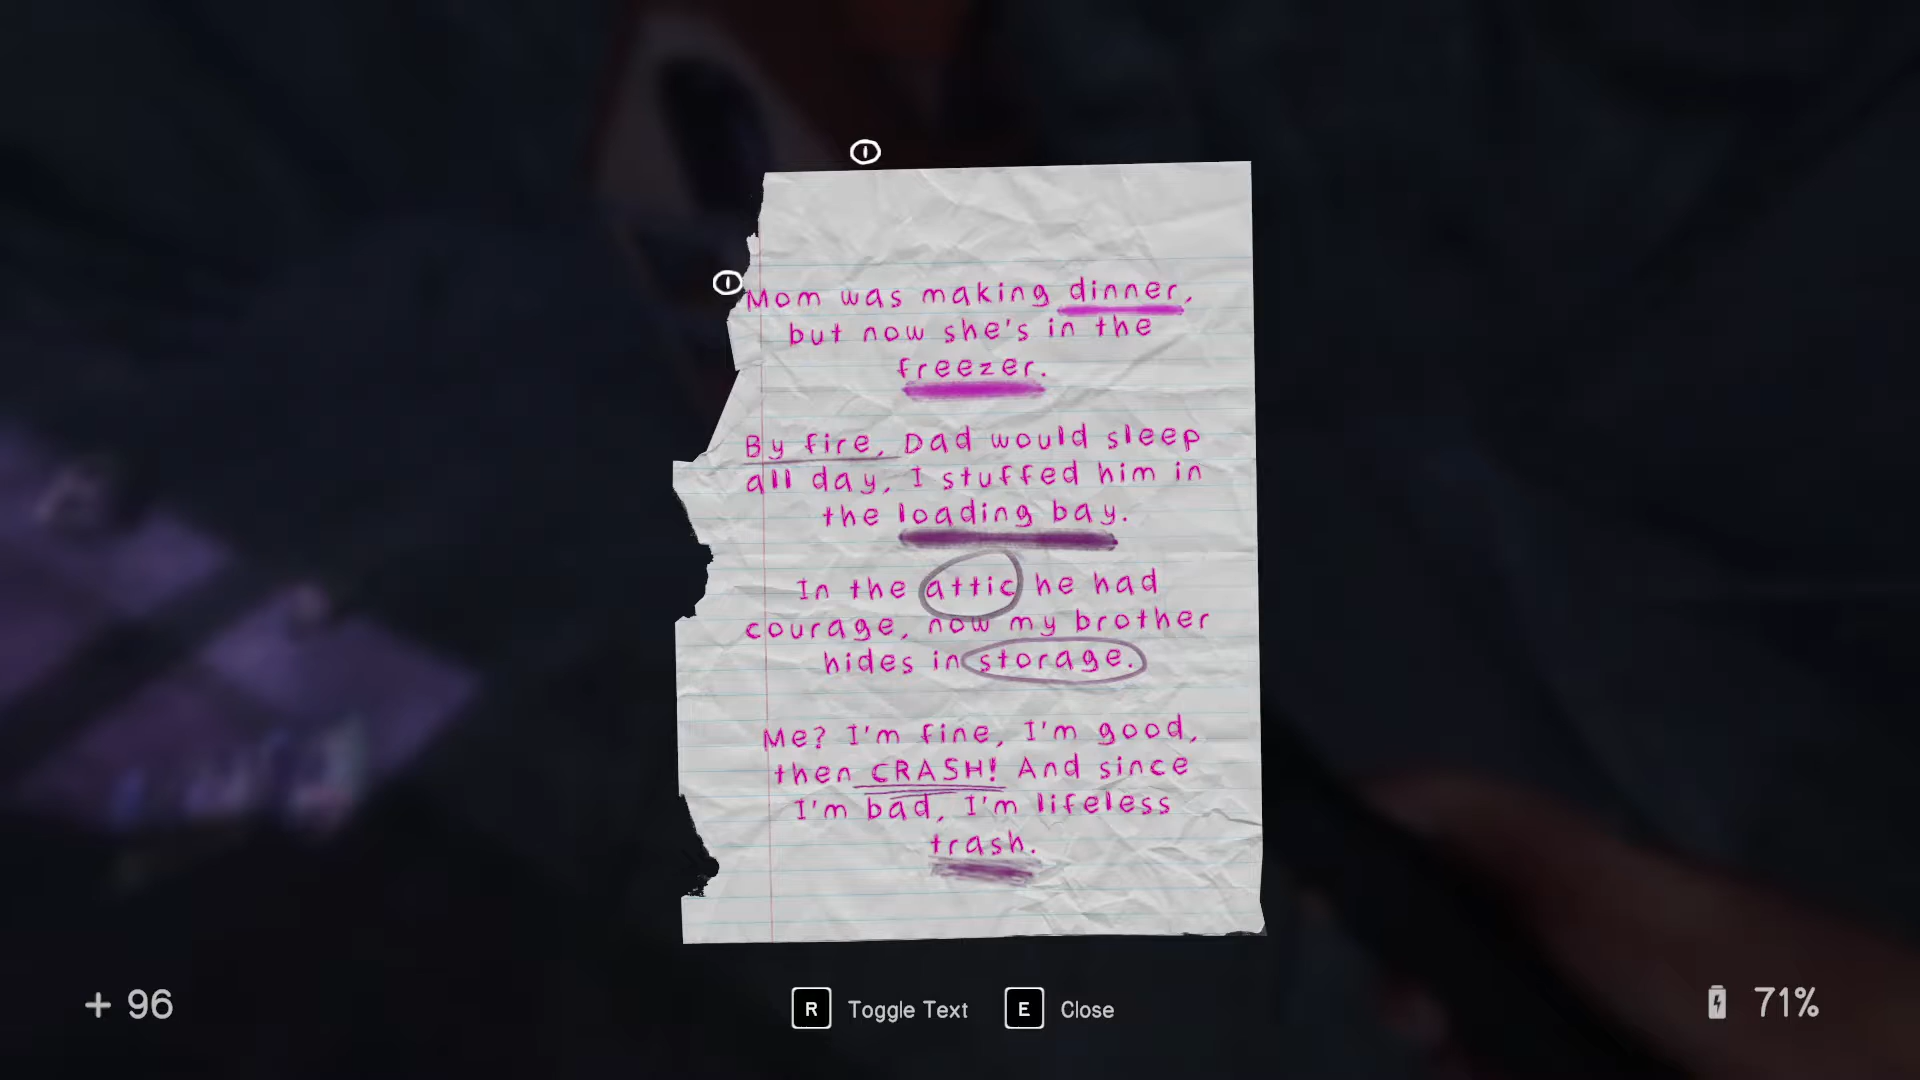 Mom was making dinner,
but now she's in the
freezer.
By fire, Dad would sleep
all day, I stuffed him in
the loading bay.
In the attic he had
courage, now my brother
hides in storage.
Me? I'm fine, I'm good,
then CRASH! And since
I'm bad, I'm lifeless
trash.
+ 96
R Toggle Text E Close
71%